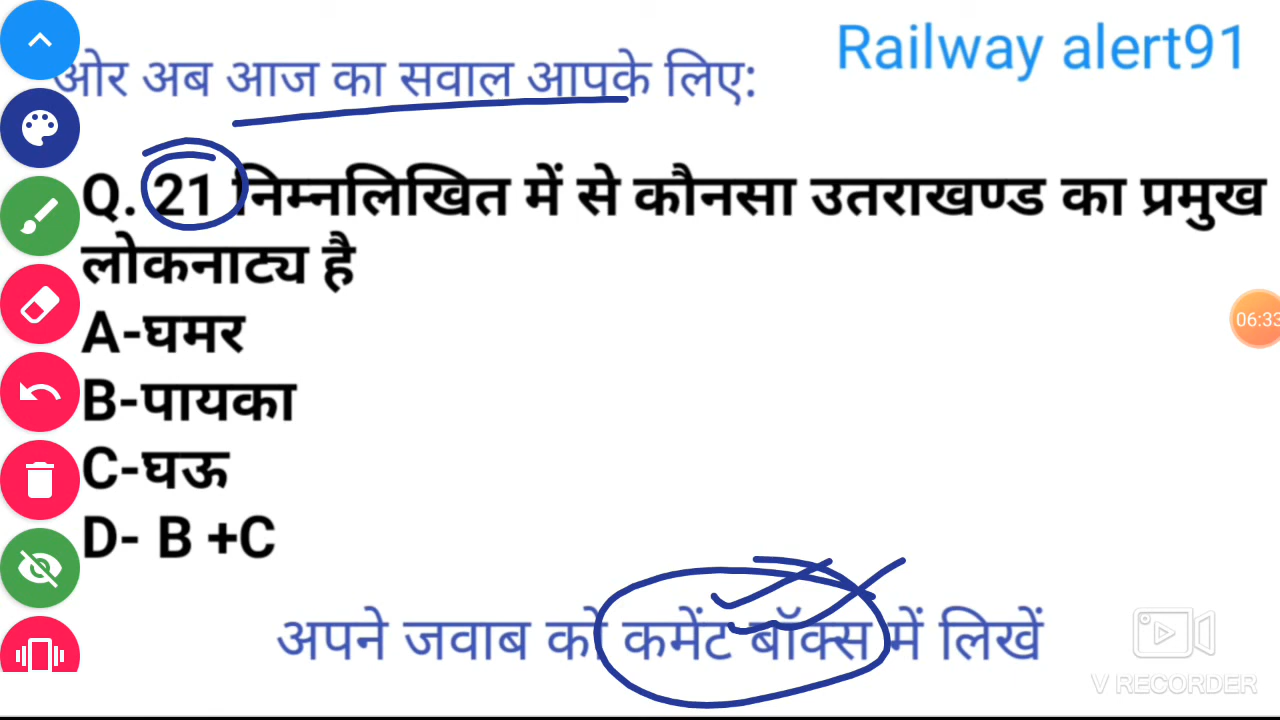 Railway alert91
ओर अब आज का सवाल आपके लिए:
Q. 21 निम्नलिखित में से कौनसा उतराखण्ड का प्रमुख
लोकनाट्य है
A-घमर
B-पायका
C-घऊ
D- B +C
06:33
अपने जवाब को कमेंट बॉक्स में लिखें
V RECORDER